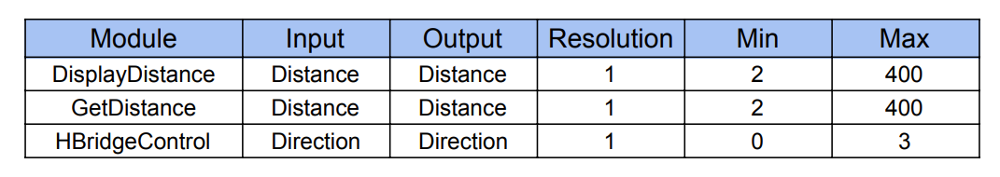 Module Input Output Resolution Min Max
DisplayDistance Distance Distance 1 2 400
GetDistance Distance Distance 1 2 400
HBridgeControl Direction Direction 1 0 3